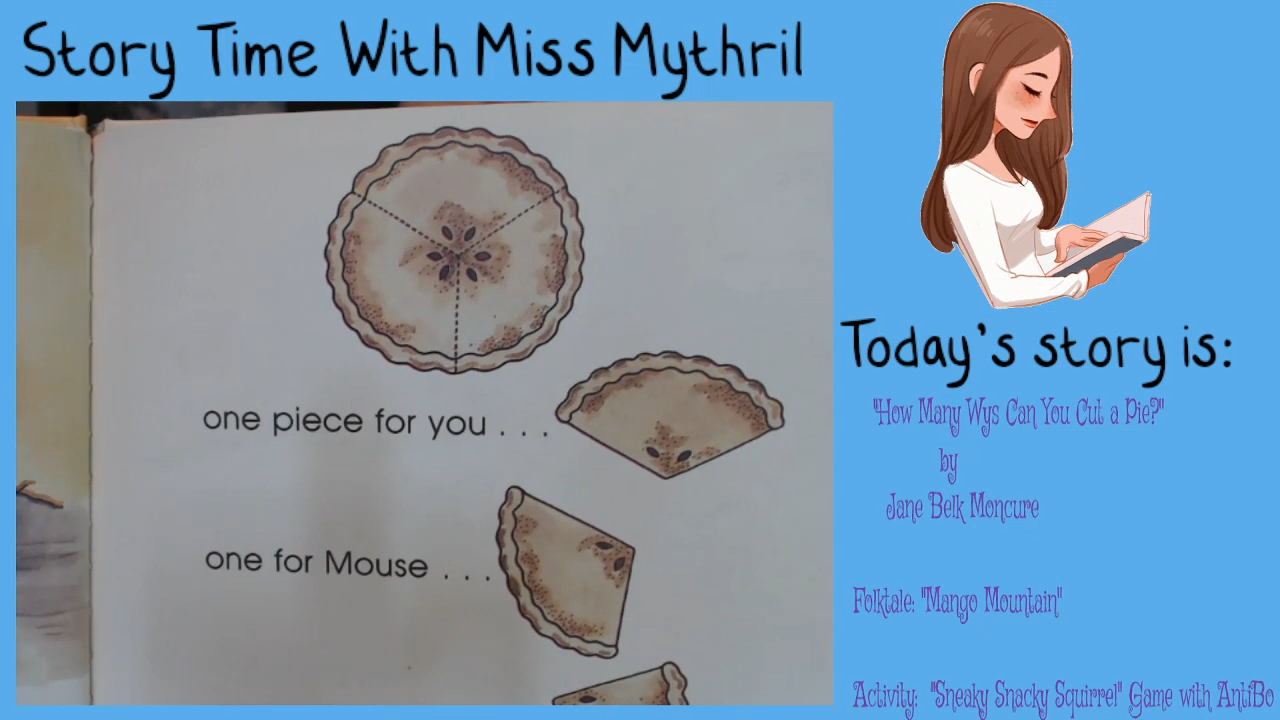 Story Time With Miss Mythril
one piece for you . . .
one for Mouse . . .
Today's story is:
"How Many Wys Can You Cut a Pie?"
by
Jane Belk Moncure
Folktale: "Mango Mountain"
Activity: "Sneaky Snacky Squirrel" Game with AntiBo